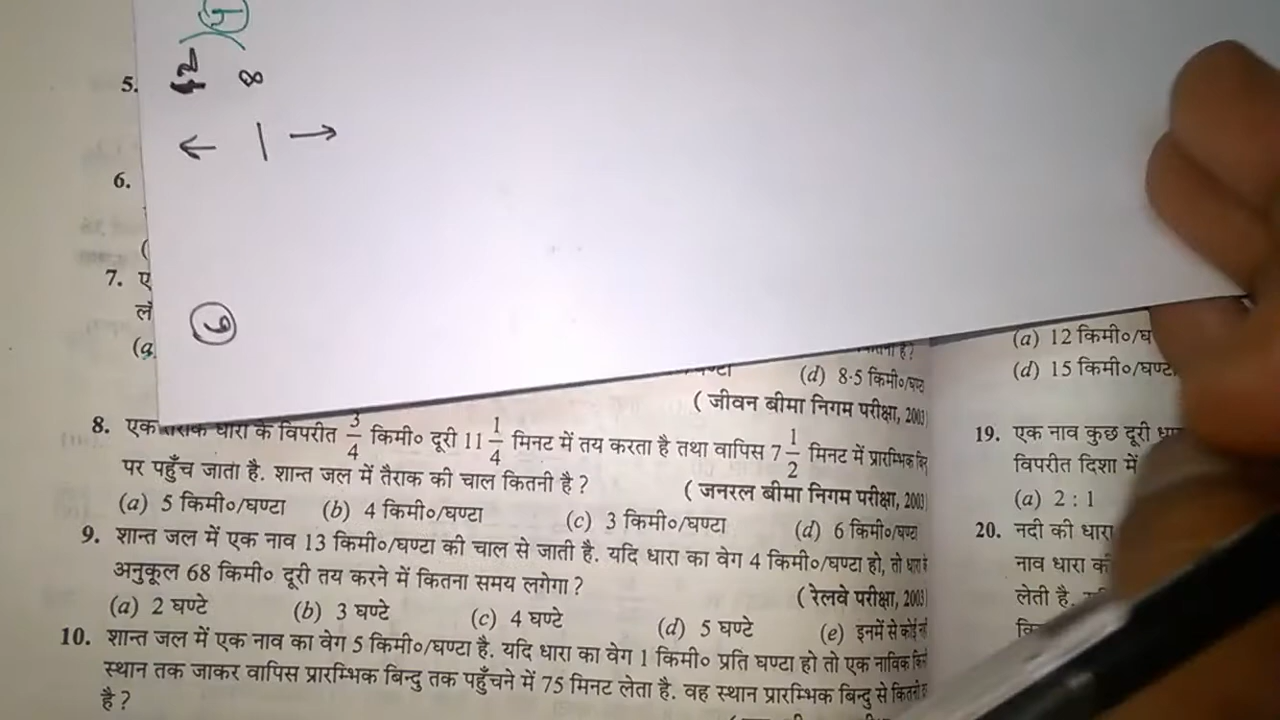 5.
8
6.
(
7. ए
(a
9
(d) 8·5 किमी०/घण्टा
( जीवन बीमा निगम परीक्षा, 2003)
8. एक तैराक धारा के विपरीत 3/4 किमी० दूरी 11 1/4 मिनट में तय करता है तथा वापिस 7 1/2 मिनट में प्रारम्भिक
पर पहुँच जाता है. शान्त जल में तैराक की चाल कितनी है ?
( जनरल बीमा निगम परीक्षा, 2003)
(a) 5 किमी०/घण्टा (b) 4 किमी०/घण्टा (c) 3 किमी०/घण्टा (d) 6 किमी०/घण्टा
9. शान्त जल में एक नाव 13 किमी०/घण्टा की चाल से जाती है. यदि धारा का वेग 4 किमी०/घण्टा हो, तो
अनुकूल 68 किमी० दूरी तय करने में कितना समय लगेगा ?
( रेलवे परीक्षा, 2003)
(a) 2 घण्टे (b) 3 घण्टे (c) 4 घण्टे (d) 5 घण्टे (e) इनमें से कोई
10. शान्त जल में एक नाव का वेग 5 किमी०/घण्टा है. यदि धारा का वेग 1 किमी० प्रति घण्टा हो तो एक नाविक
स्थान तक जाकर वापिस प्रारम्भिक बिन्दु तक पहुँचने में 75 मिनट लेता है. वह स्थान प्रारम्भिक बिन्दु से
है ?
(a) 12 किमी०/घ
(d) 15 किमी०/घण्ट
19. एक नाव कुछ दूरी
विपरीत दिशा में
(a) 2 : 1
20. नदी की धारा
नाव धारा
लेती है.